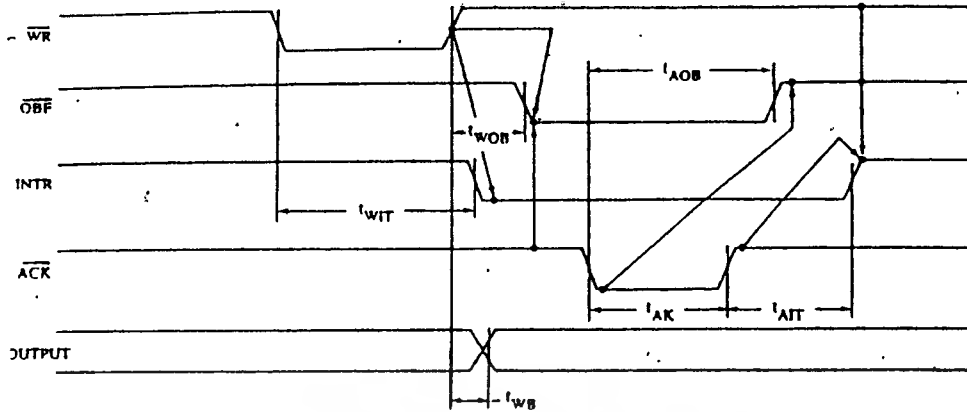 WR
OBF
tAOB
tWOB
INTR
tWIT
ACK
tAK
tAIT
OUTPUT
tWB